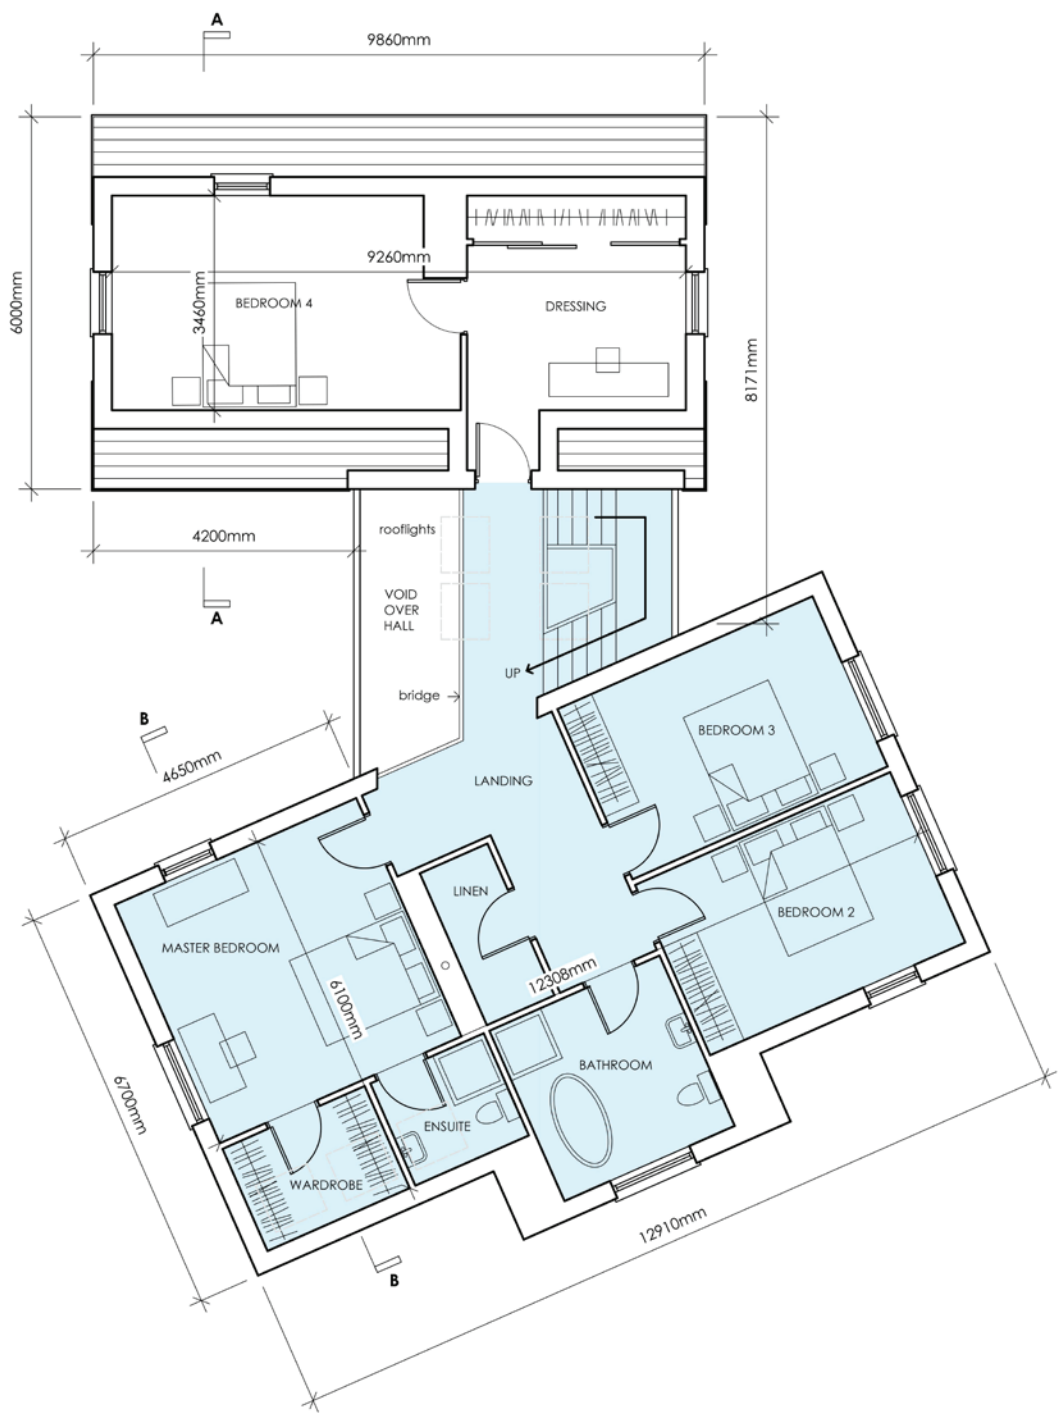 A
9860mm
9260mm
BEDROOM 4
3460mm
DRESSING
6000mm
8171mm
4200mm
rooflights
VOID
OVER
HALL
A
UP
bridge
B
4650mm
BEDROOM 3
LANDING
LINEN
BEDROOM 2
MASTER BEDROOM
12308mm
6100mm
BATHROOM
6700mm
ENSUITE
WARDROBE
12910mm
B